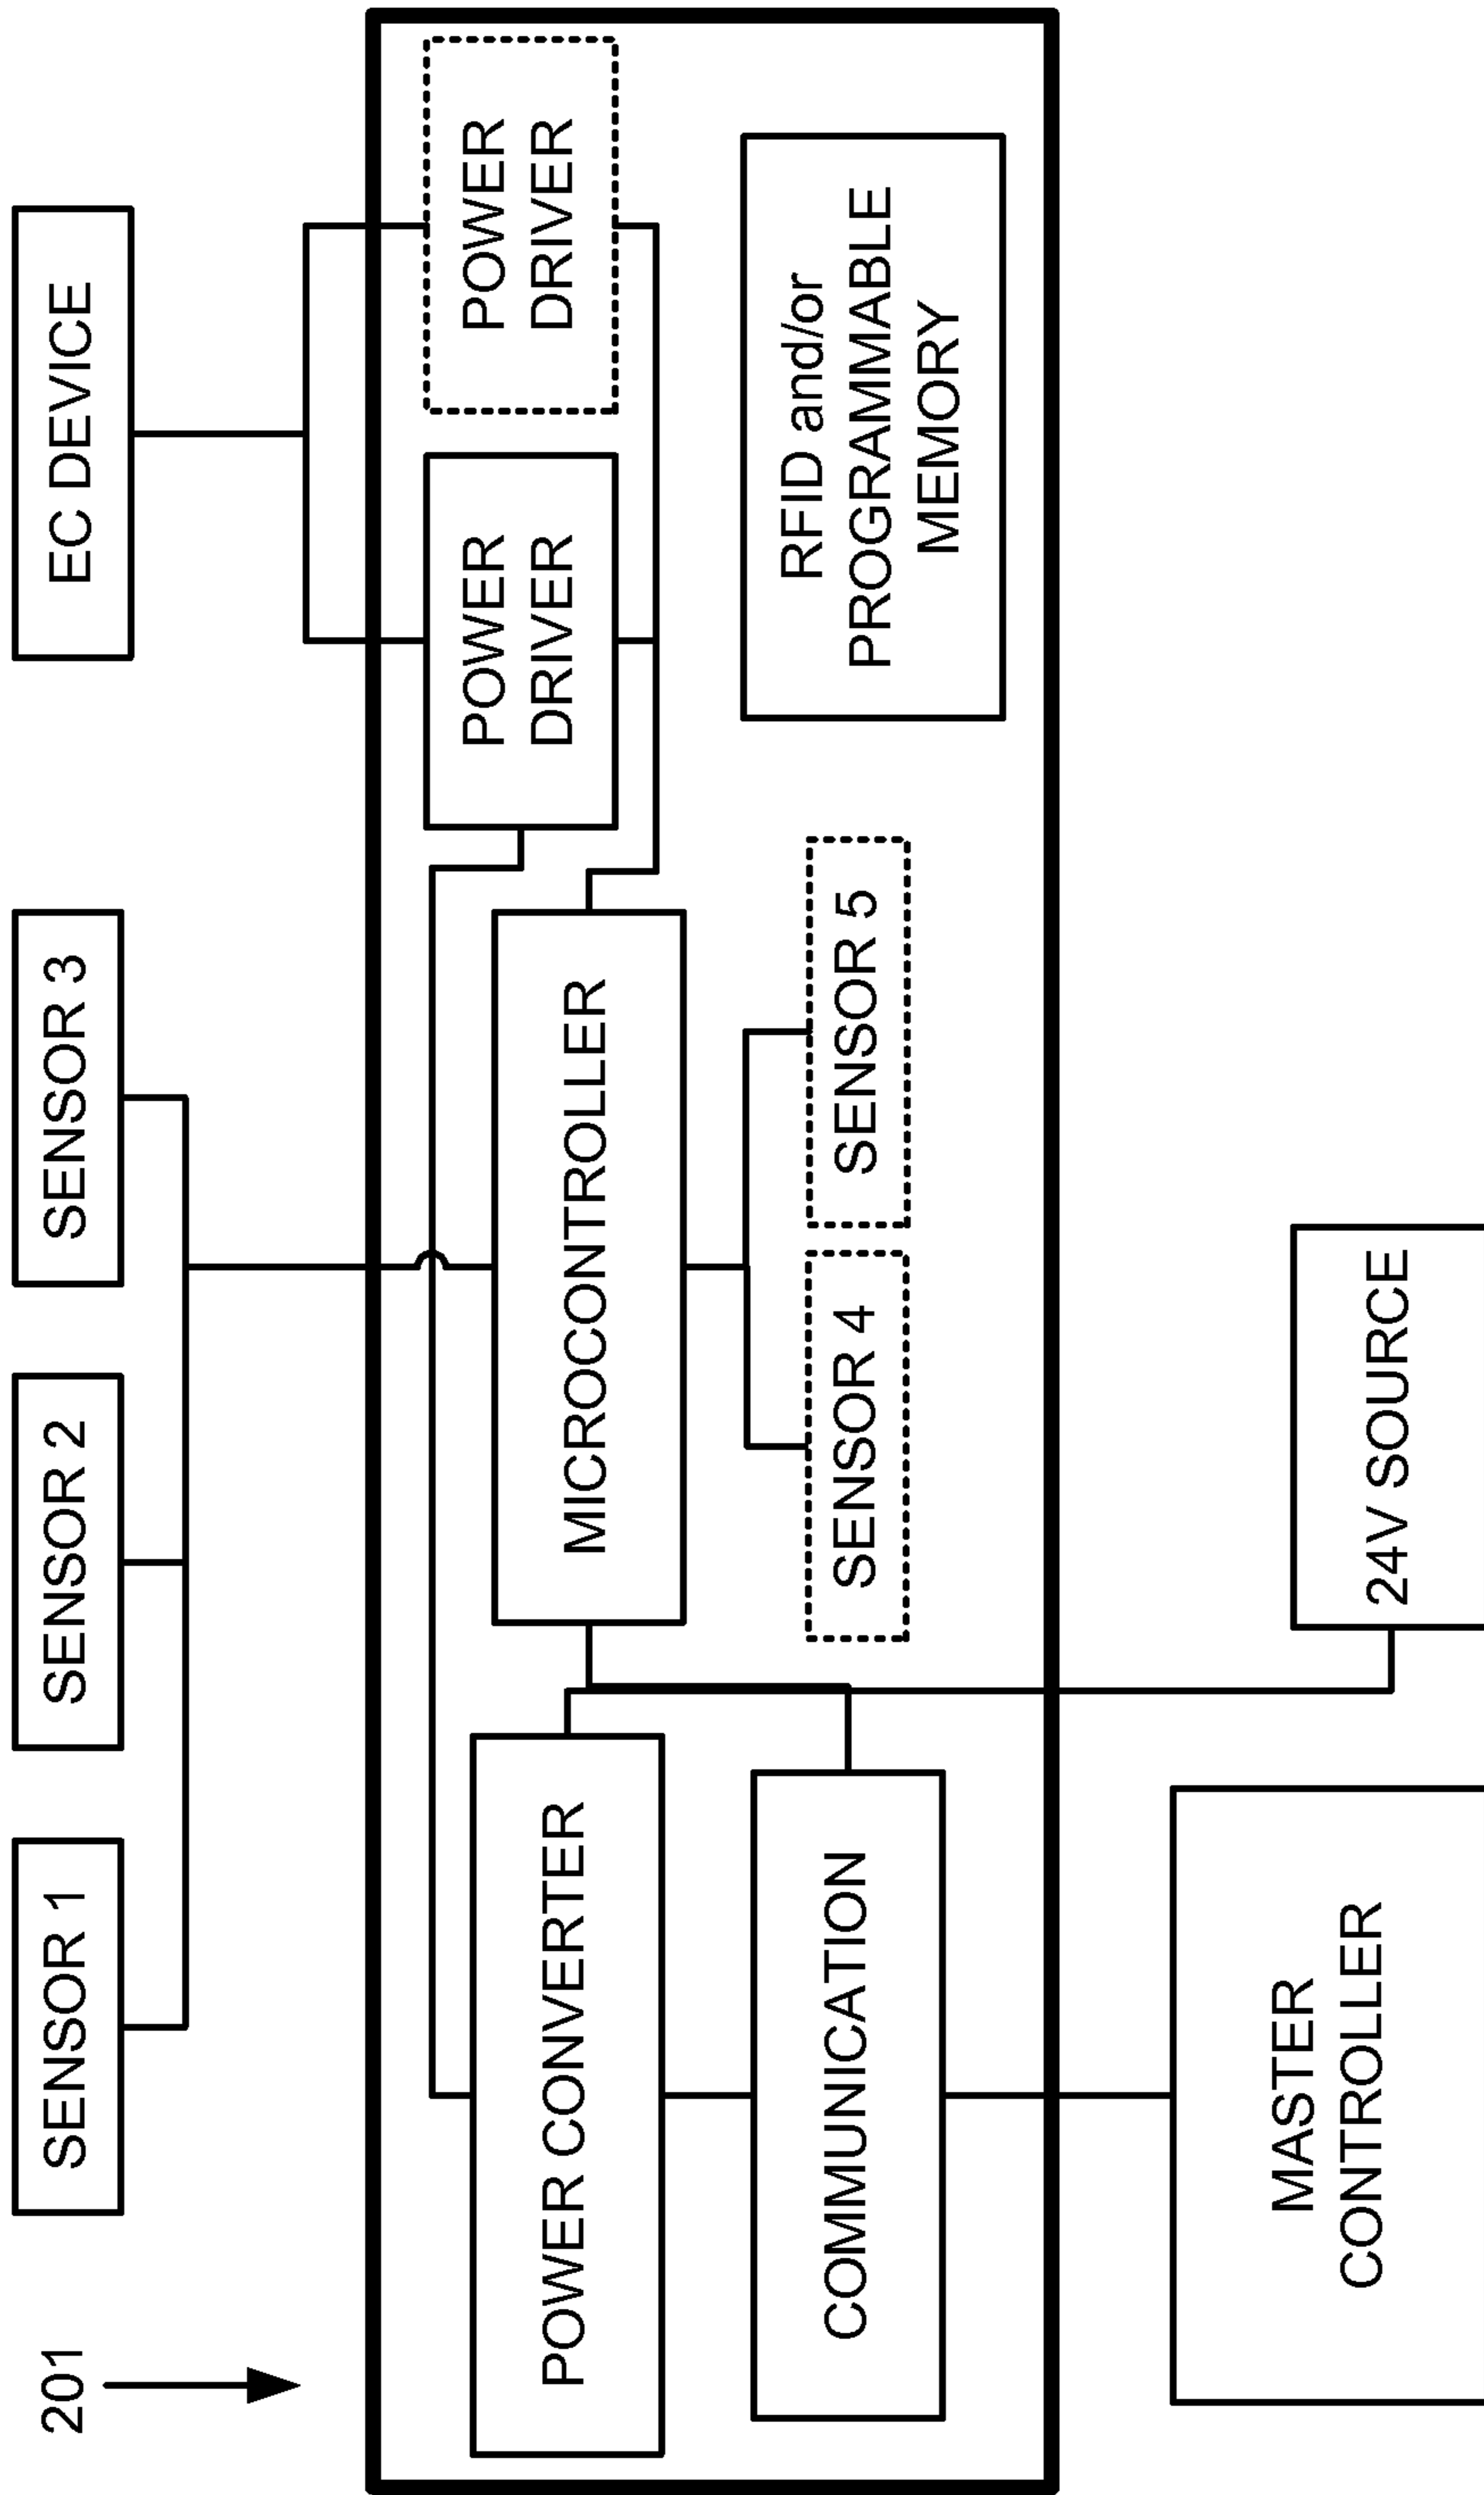 201
SENSOR 1
SENSOR 2
SENSOR 3
EC DEVICE
POWER CONVERTER
MICROCONTROLLER
POWER
DRIVER
POWER
DRIVER
COMMUNICATION
SENSOR 4
SENSOR 5
RFID and/or
PROGRAMMABLE
MEMORY
MASTER
CONTROLLER
24V SOURCE